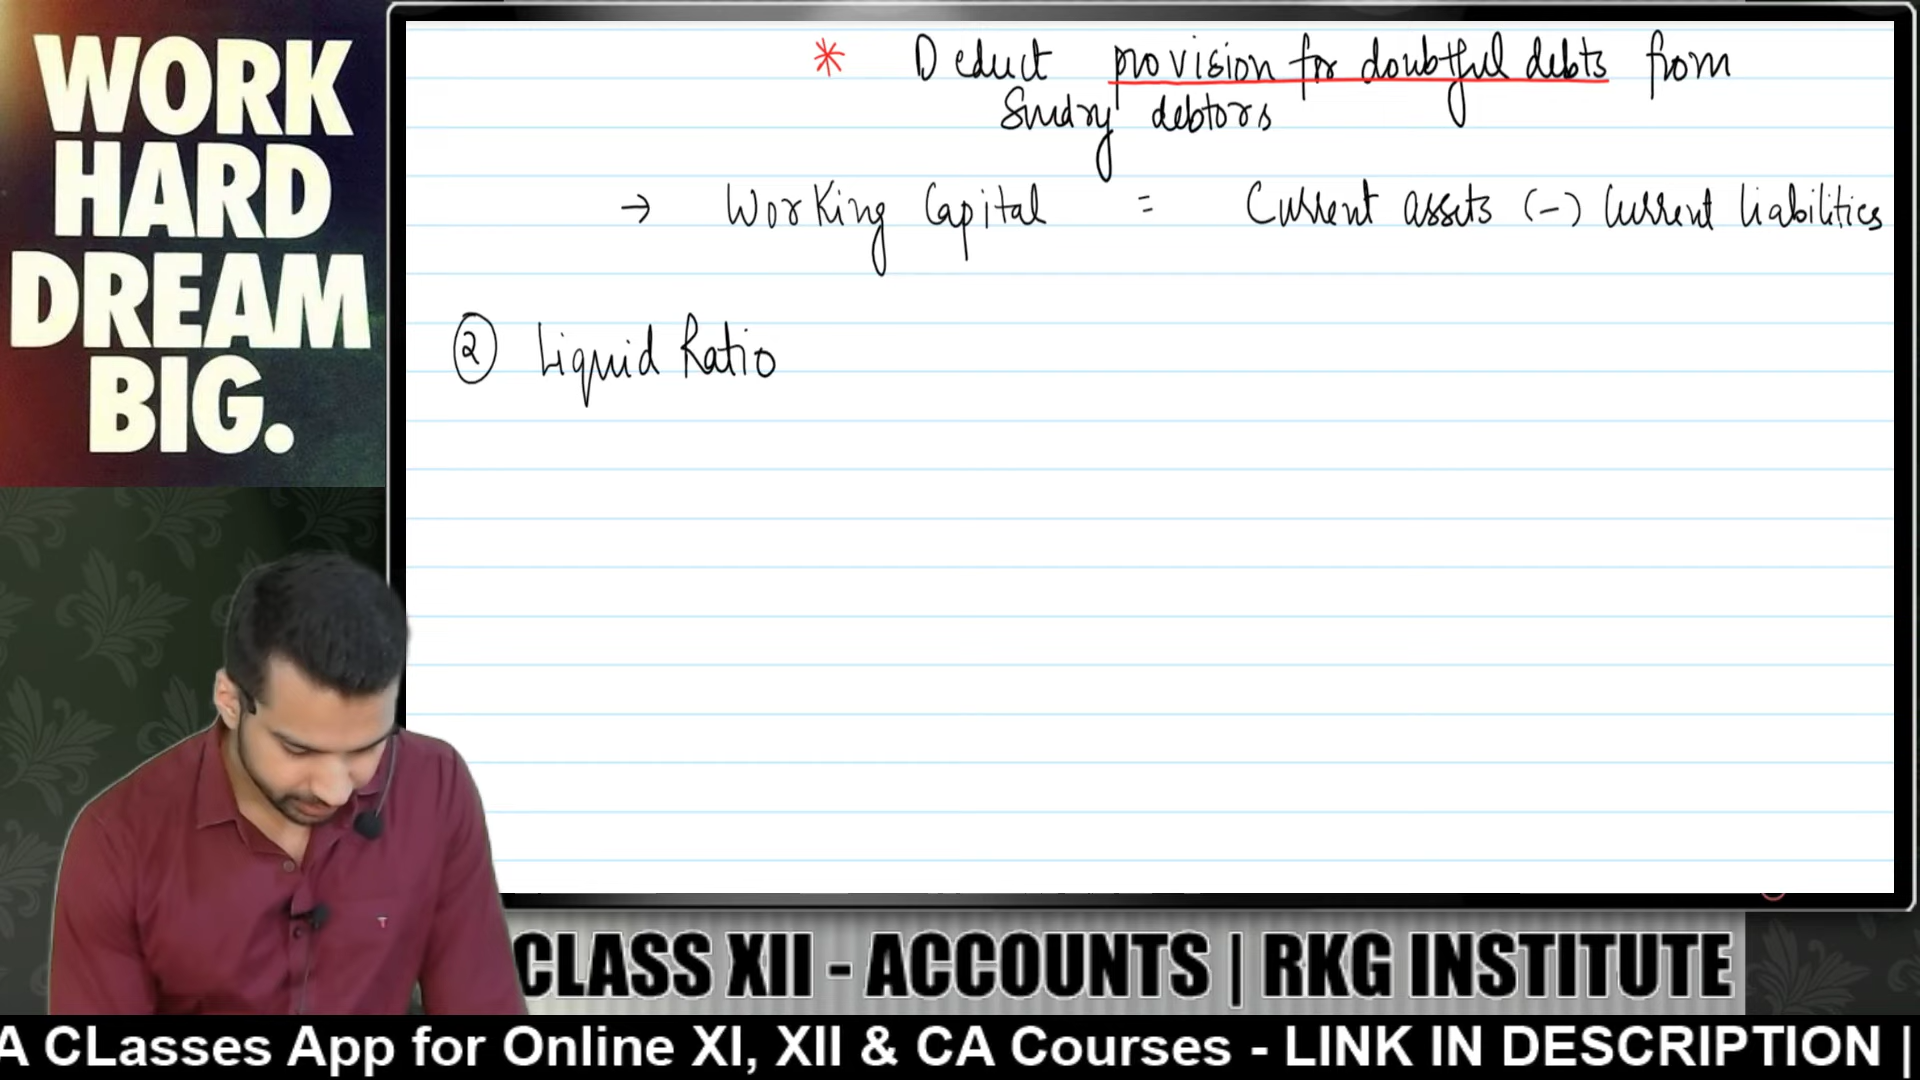 WORK
HARD
DREAM
BIG.
* Deduct provision for doubtful debts from
Sundry debtors
→ Working Capital = Current assets (-) Current liabilities
② Liquid Ratio
T
CLASS XII - ACCOUNTS | RKG INSTITUTE
A CLasses App for Online XI, XII & CA Courses - LINK IN DESCRIPTION |